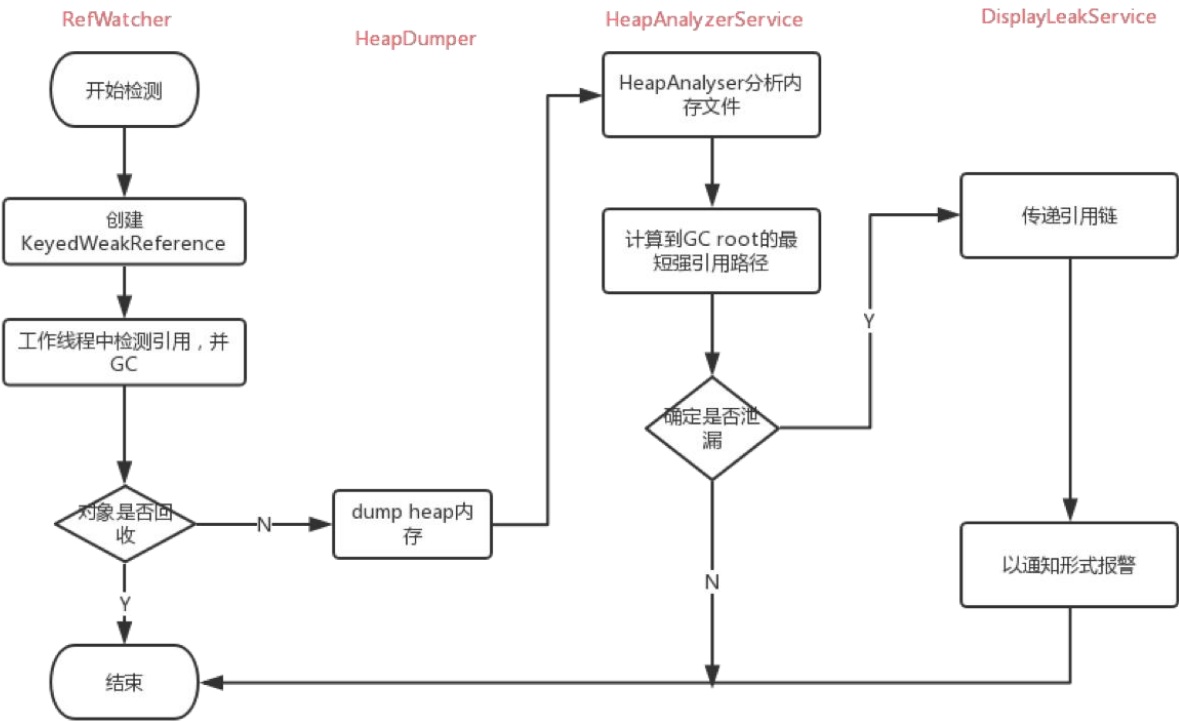 RefWatcher
HeapDumper
HeapAnalyzerService
DisplayLeakService
开始检测
创建
KeyedWeakReference
工作线程中检测引用，并
GC
对象是否回
收
N
Y
结束
dump heap内
存
HeapAnalyser分析内
存文件
计算到GC root的最
短强引用路径
确定是否泄
漏
Y
N
传递引用链
以通知形式报警